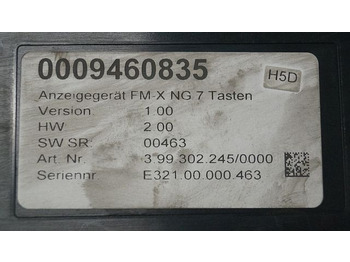 0009460835
H5D
Anzeigegerät FM-X NG 7 Tasten
Version 1 00
HW. 2 00
SW SR. 00463
Art. Nr 3.99.302.245/0000
Seriennr E321.00.000.463